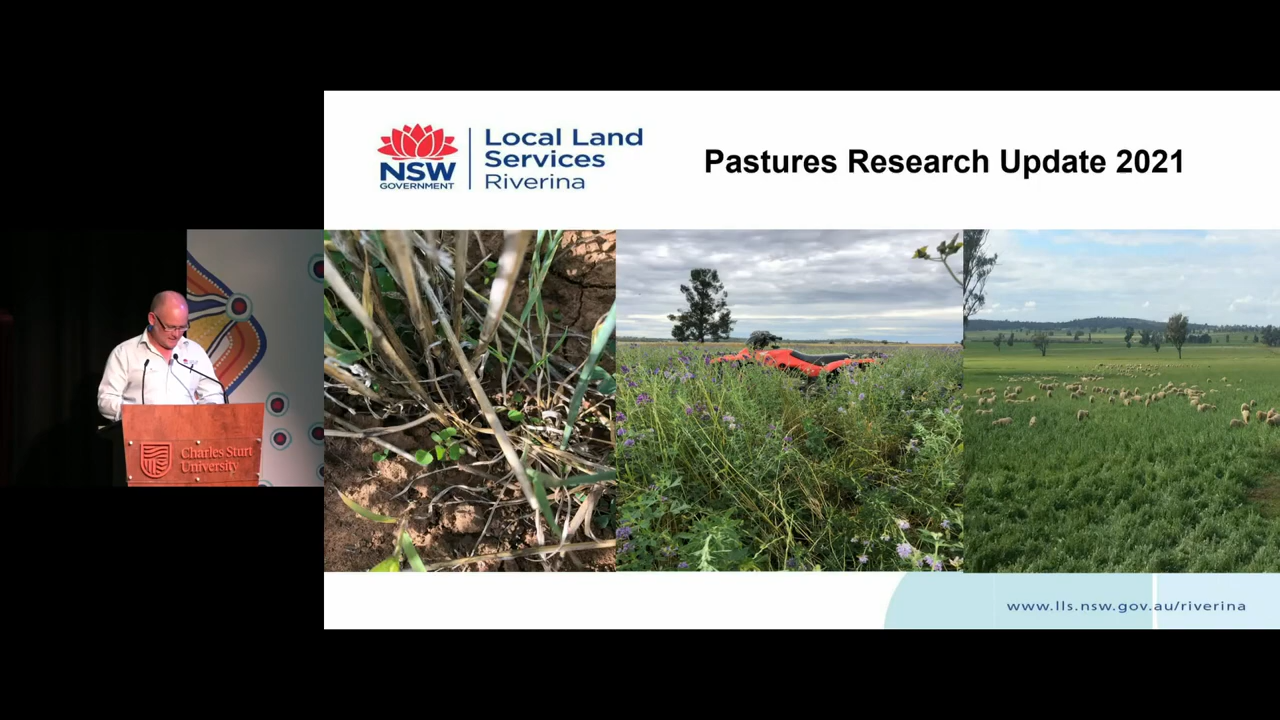 NSW
GOVERNMENT
Local Land
Services
Riverina
Pastures Research Update 2021
Charles Sturt
University
www.lls.nsw.gov.au/riverina